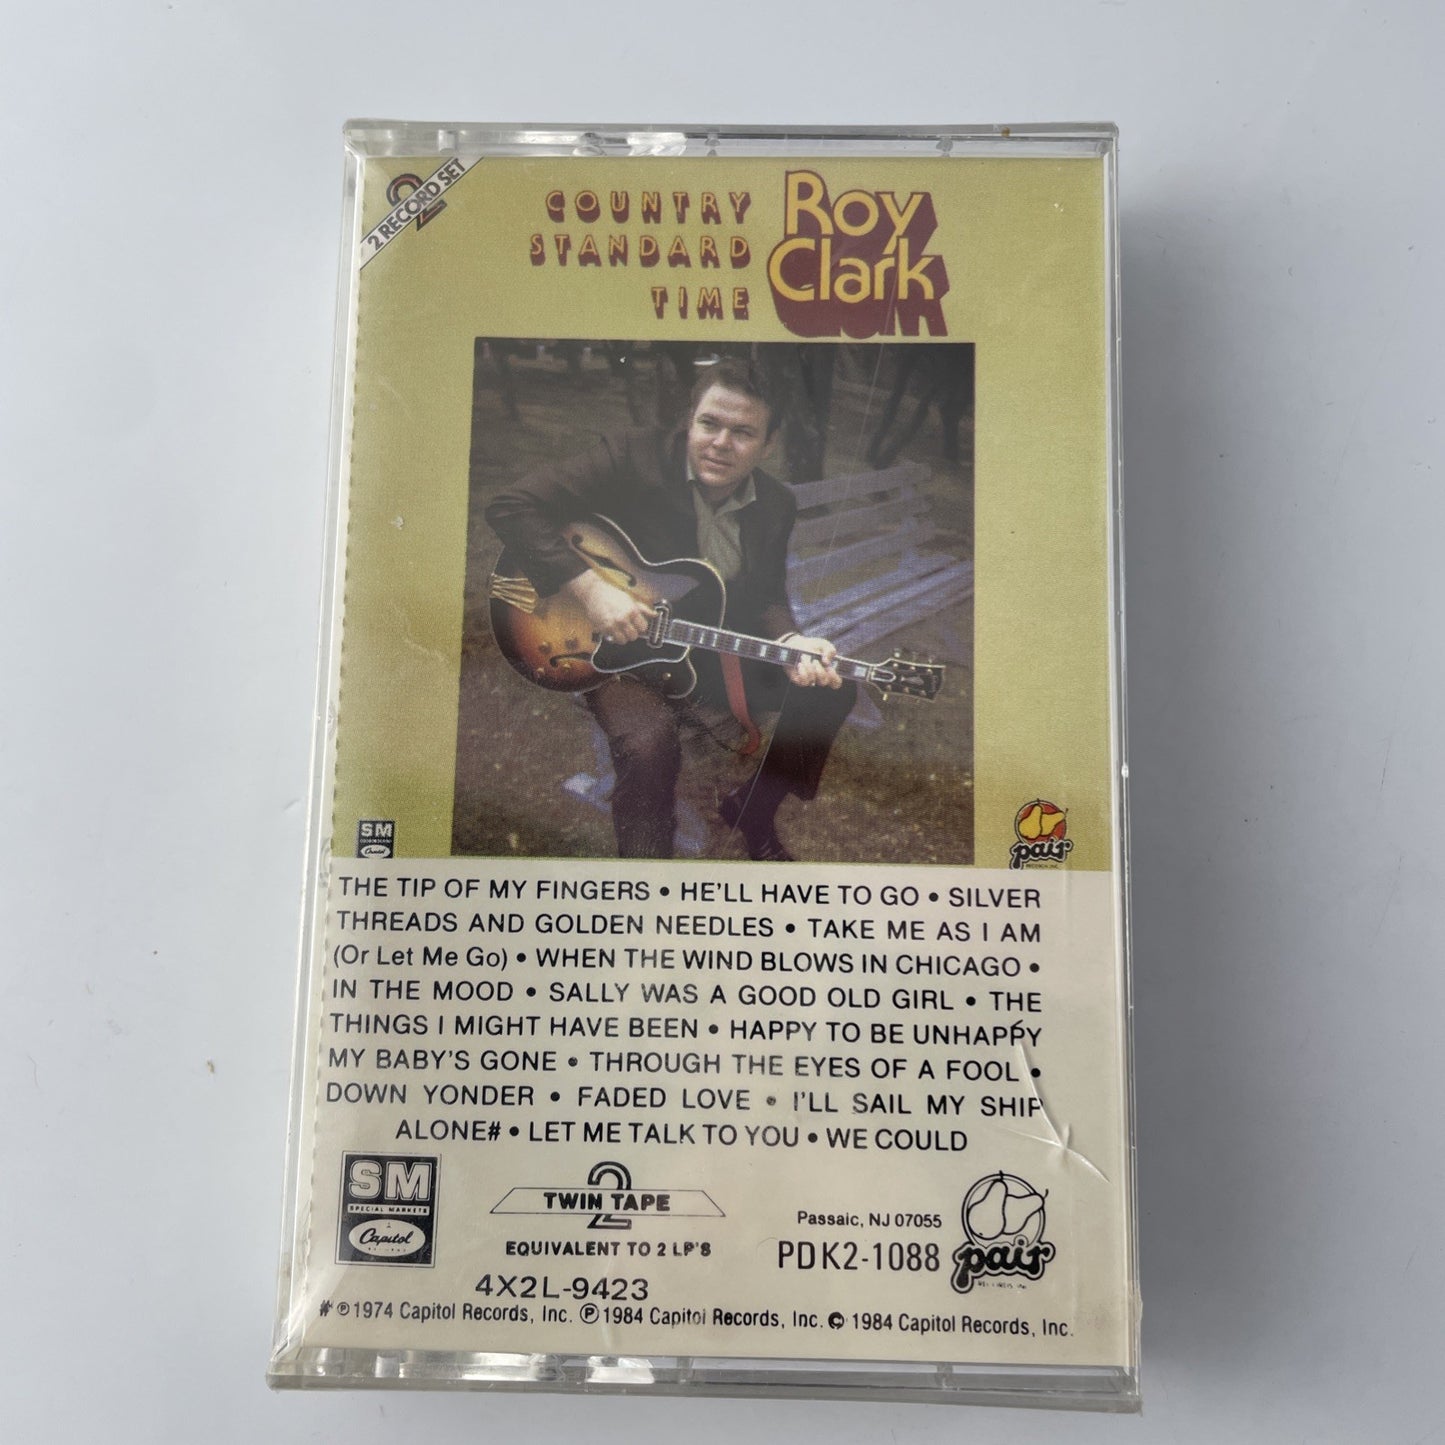 2 RECORD SET
2
COUNTRY
STANDARD
TIME
Roy
Clark
SM
Capitol
pair
RECORDS INC.
THE TIP OF MY FINGERS • HE'LL HAVE TO GO • SILVER
THREADS AND GOLDEN NEEDLES • TAKE ME AS I AM
(Or Let Me Go) • WHEN THE WIND BLOWS IN CHICAGO •
IN THE MOOD • SALLY WAS A GOOD OLD GIRL • THE
THINGS I MIGHT HAVE BEEN • HAPPY TO BE UNHAPPY
MY BABY'S GONE • THROUGH THE EYES OF A FOOL •
DOWN YONDER • FADED LOVE • I'LL SAIL MY SHIP
ALONE# • LET ME TALK TO YOU • WE COULD
SM
SPECIAL MARKETS
Capitol
2
TWIN TAPE
EQUIVALENT TO 2 LP'S
4X2L-9423
Passaic, NJ 07055
PDK2-1088
pair
# ℗1974 Capitol Records, Inc. ℗1984 Capitol Records, Inc. © 1984 Capitol Records, Inc.